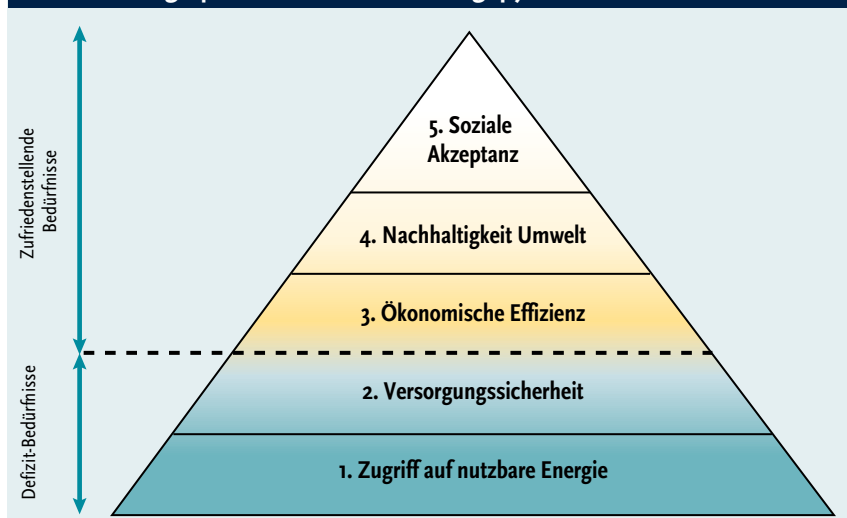 Zufriedenstellende
Bedürfnisse
Defizit-Bedürfnisse
5. Soziale
Akzeptanz
4. Nachhaltigkeit Umwelt
3. Ökonomische Effizienz
2. Versorgungssicherheit
1. Zugriff auf nutzbare Energie